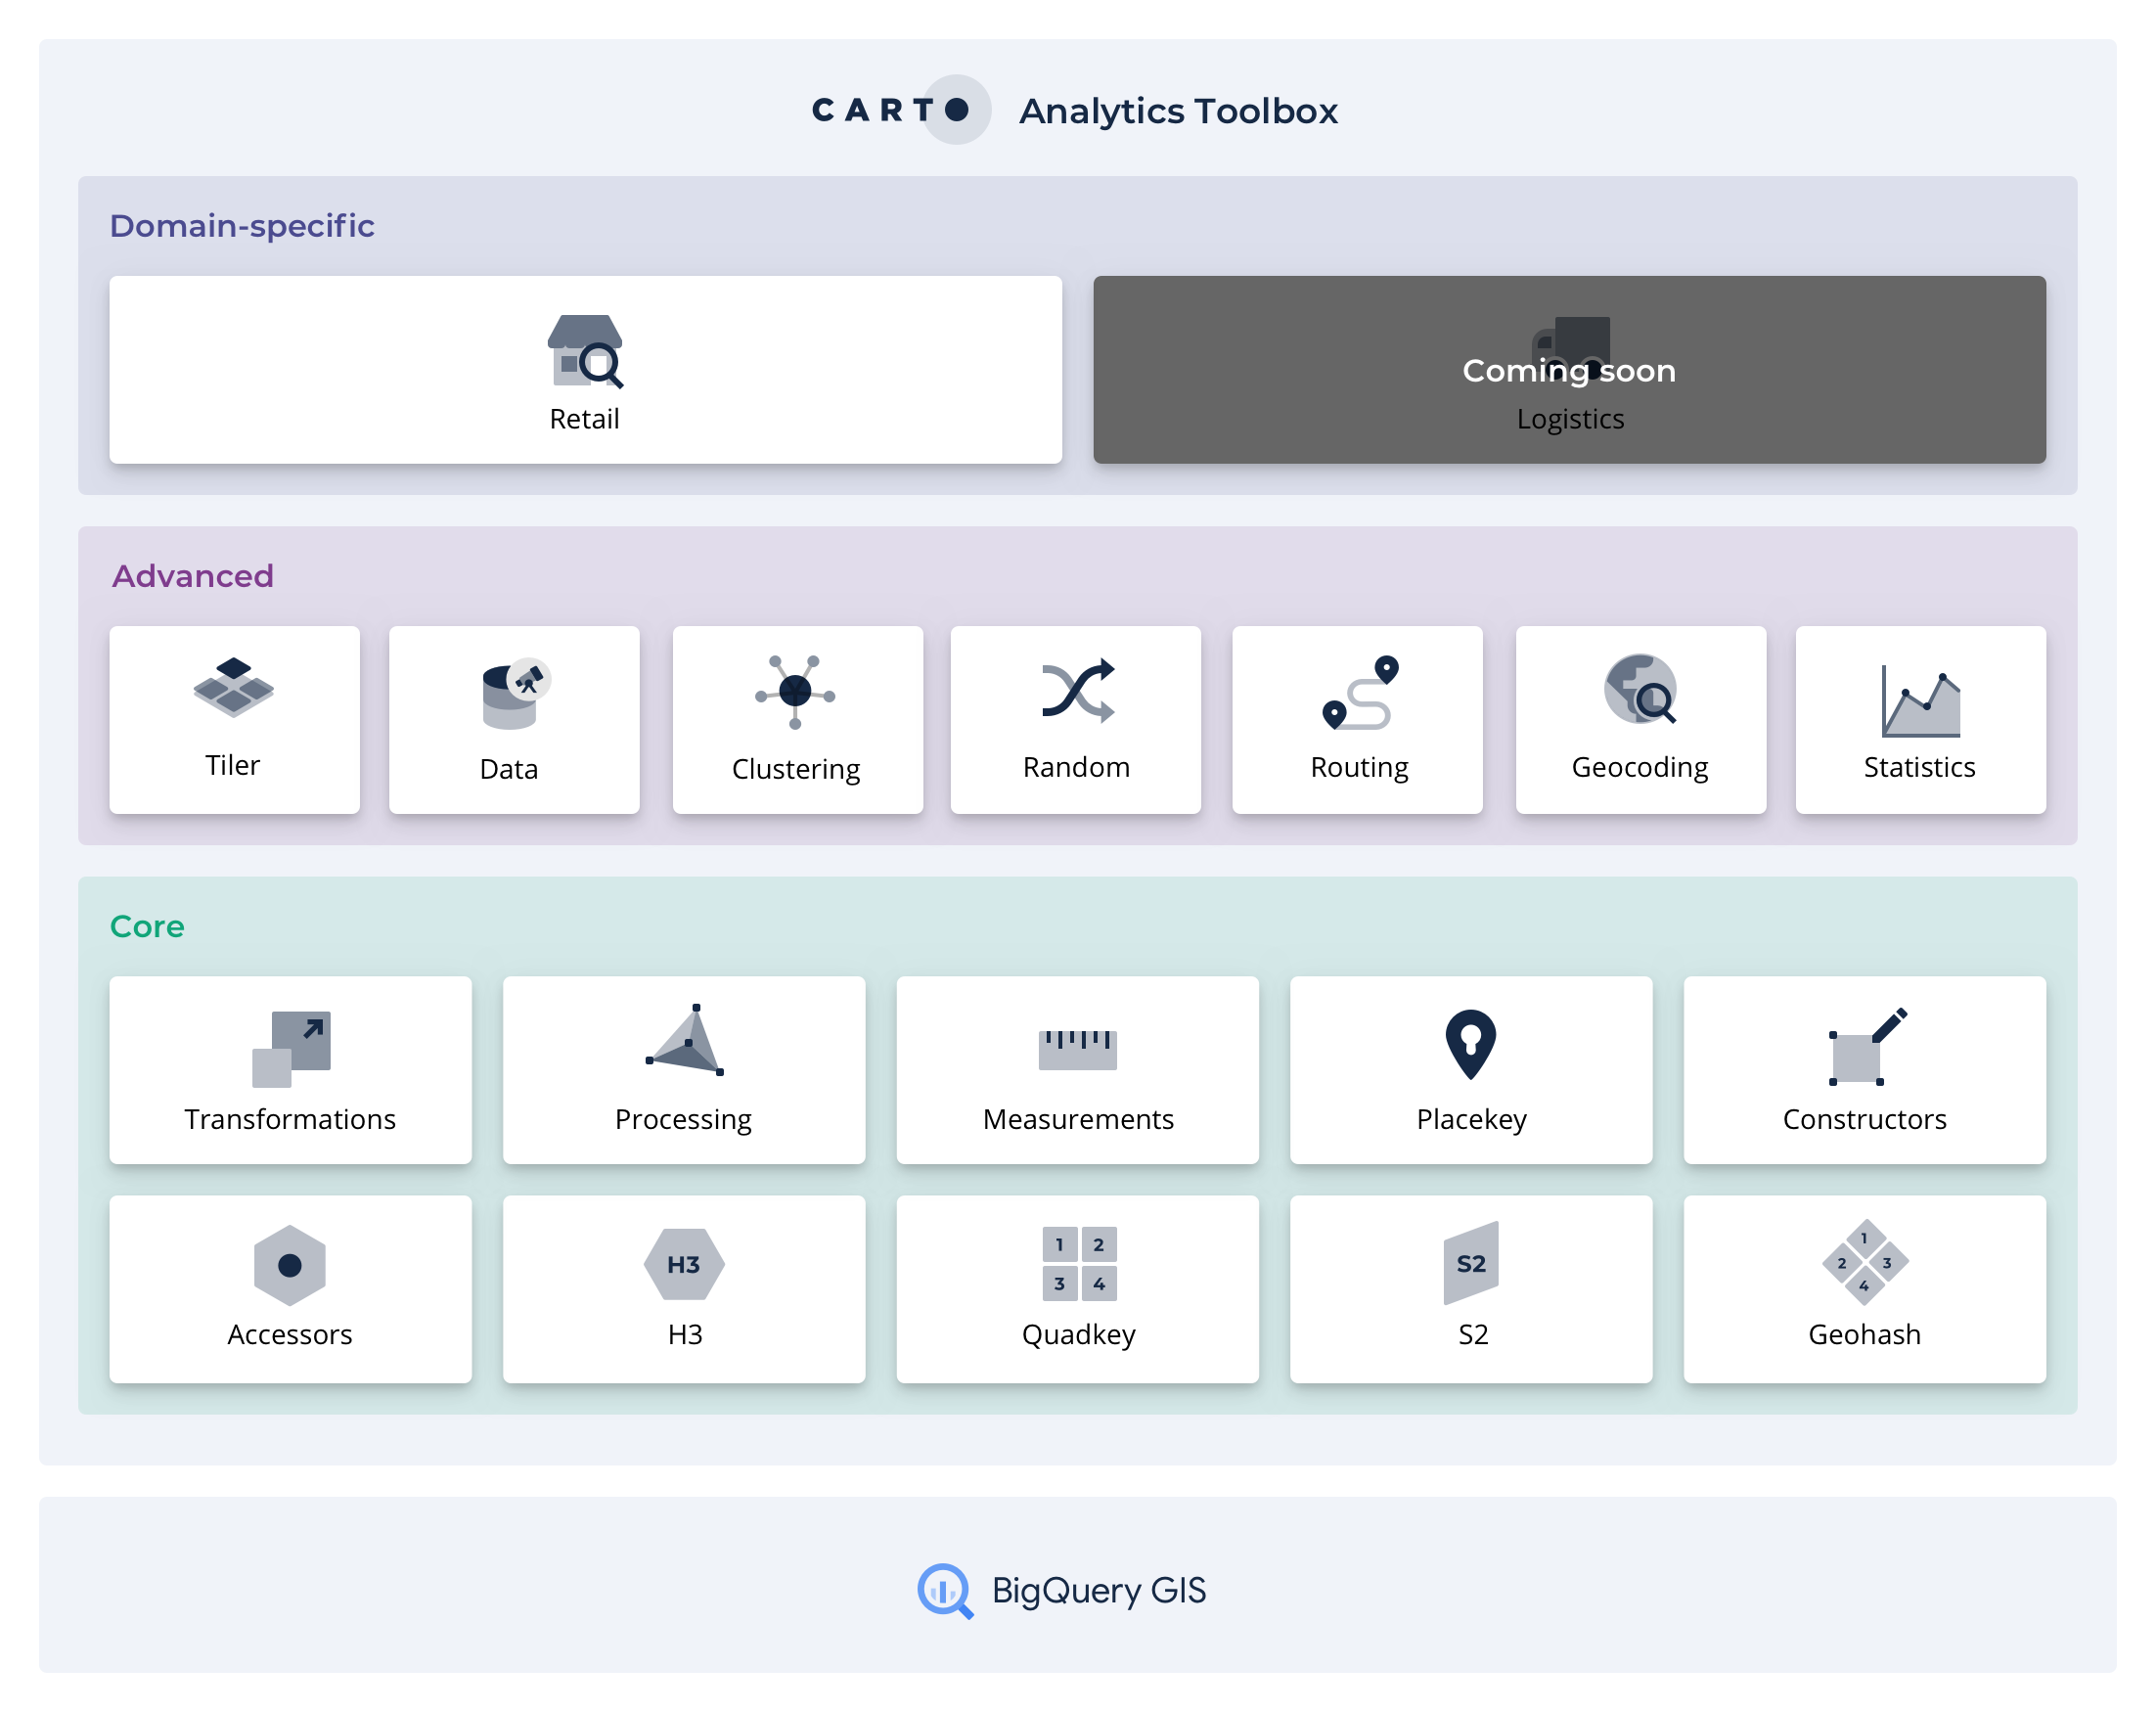 CARTO Analytics Toolbox
Domain-specific
Retail
Coming soon
Logistics
Advanced
Tiler
Data
Clustering
Random
Routing
Geocoding
Statistics
Core
Transformations
Processing
Measurements
Placekey
Constructors
Accessors
H3
H3
1 2
3 4
Quadkey
S2
S2
1
2 3
4
Geohash
BigQuery GIS